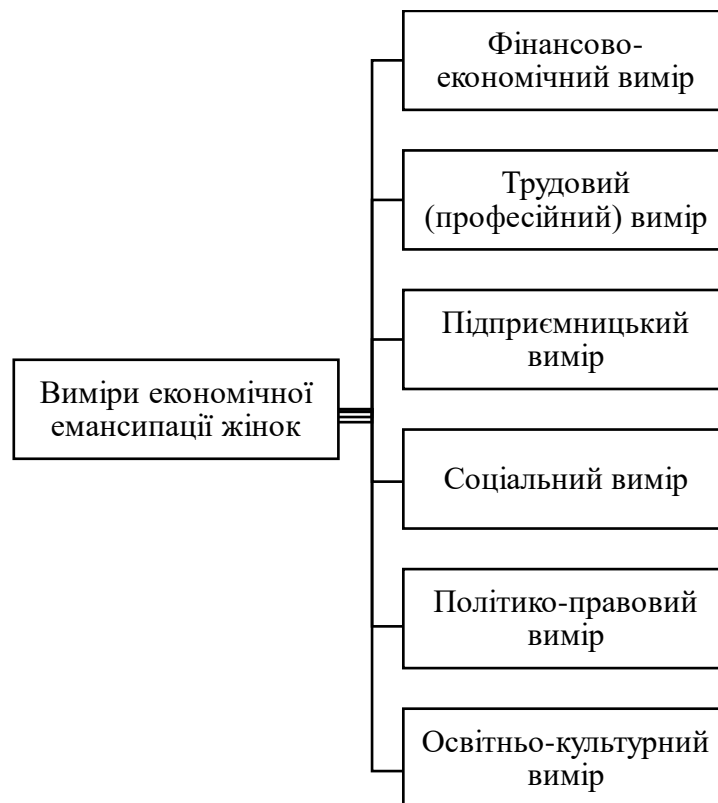 Виміри економічної
емансипації жінок
Фінансово-
економічний вимір
Трудовий
(професійний) вимір
Підприємницький
вимір
Соціальний вимір
Політико-правовий
вимір
Освітньо-культурний
вимір